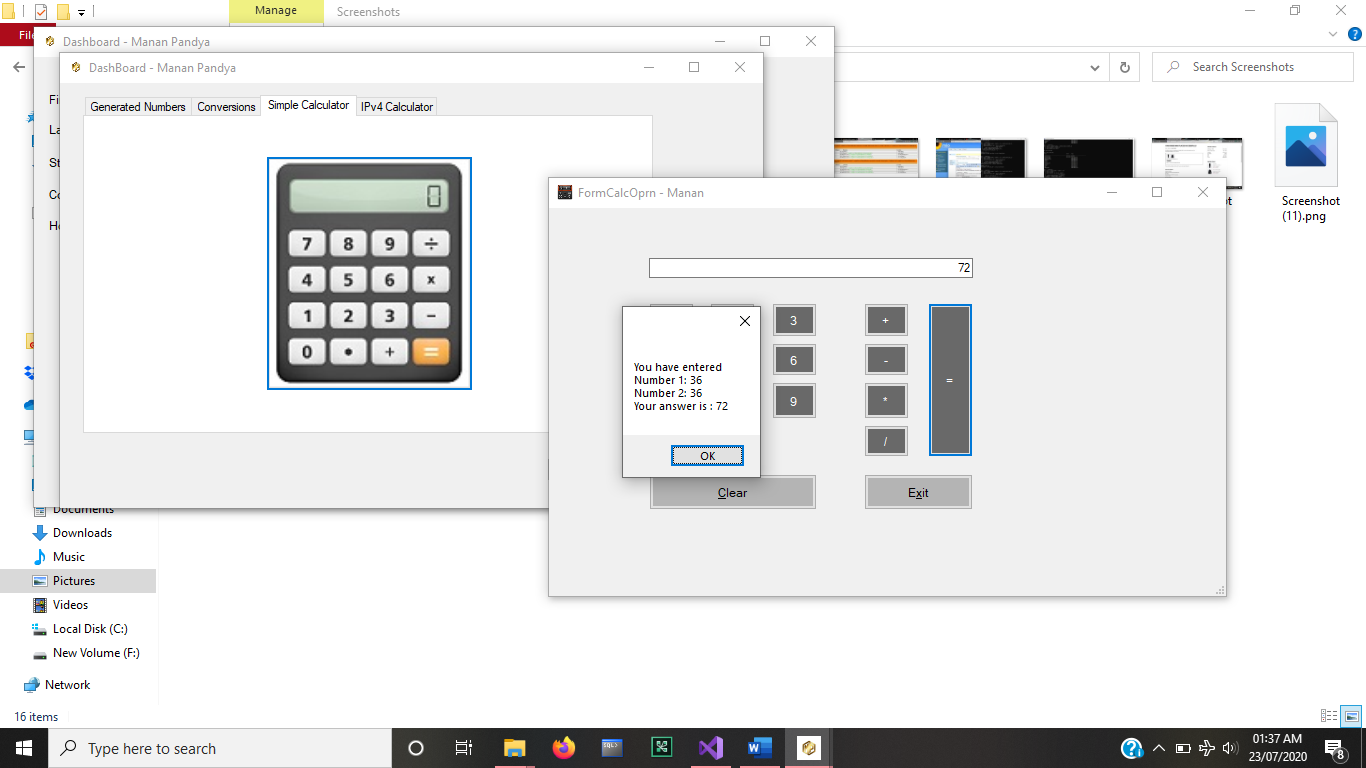 Manage
Screenshots
Fil
Dashboard - Manan Pandya
DashBoard - Manan Pandya
Search Screenshots
Fi
La
St
Co
He
Generated Numbers
Conversions
Simple Calculator
IPv4 Calculator
0
7 8 9 ÷
4 5 6 x
1 2 3 −
0 • + =
Screenshot
(11).png
ot
FormCalcOprn - Manan
72
3 +
6 -
9 *
/
=
You have entered
Number 1: 36
Number 2: 36
Your answer is : 72
OK
Clear
Exit
Documents
Downloads
Music
Pictures
Videos
Local Disk (C:)
New Volume (F:)
Network
16 items
Type here to search
SQL>
01:37 AM
23/07/2020
8